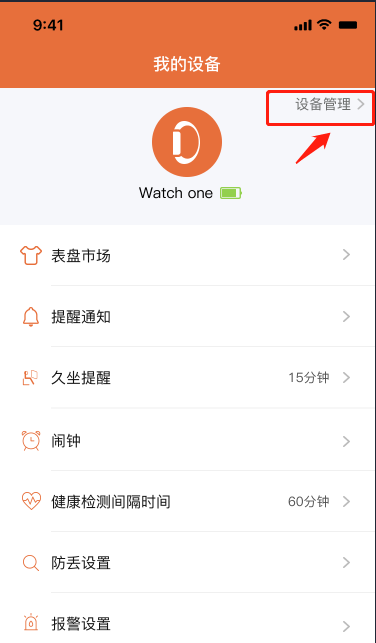 9:41
我的设备
设备管理
Watch one
表盘市场
提醒通知
久坐提醒 15分钟
闹钟
健康检测间隔时间 60分钟
防丢设置
报警设置